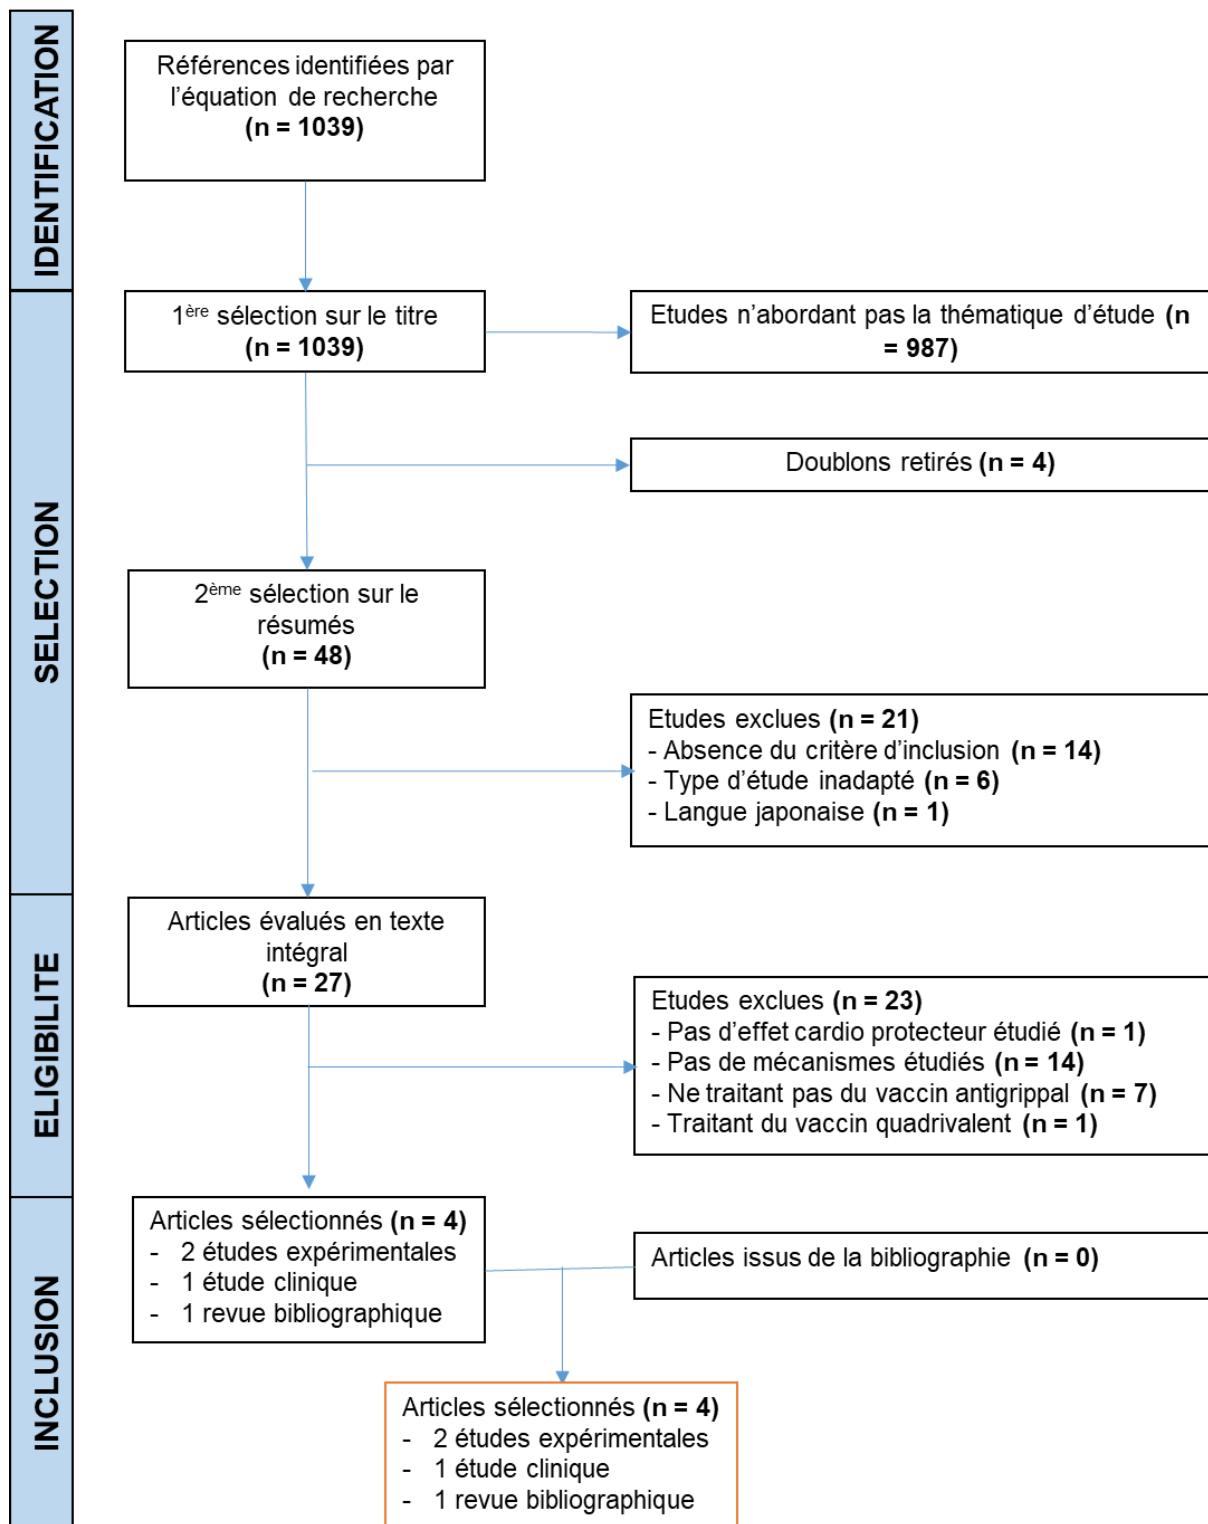 IDENTIFICATION
Références identifiées par
l’équation de recherche
(n = 1039)
SELECTION
1ère sélection sur le titre
(n = 1039)
Etudes n’abordant pas la thématique d’étude (n
= 987)
Doublons retirés (n = 4)
2ème sélection sur le
résumés
(n = 48)
Etudes exclues (n = 21)
- Absence du critère d’inclusion (n = 14)
- Type d’étude inadapté (n = 6)
- Langue japonaise (n = 1)
ELIGIBILITE
Articles évalués en texte
intégral
(n = 27)
Etudes exclues (n = 23)
- Pas d’effet cardio protecteur étudié (n = 1)
- Pas de mécanismes étudiés (n = 14)
- Ne traitant pas du vaccin antigrippal (n = 7)
- Traitant du vaccin quadrivalent (n = 1)
INCLUSION
Articles sélectionnés (n = 4)
- 2 études expérimentales
- 1 étude clinique
- 1 revue bibliographique
Articles issus de la bibliographie (n = 0)
Articles sélectionnés (n = 4)
- 2 études expérimentales
- 1 étude clinique
- 1 revue bibliographique